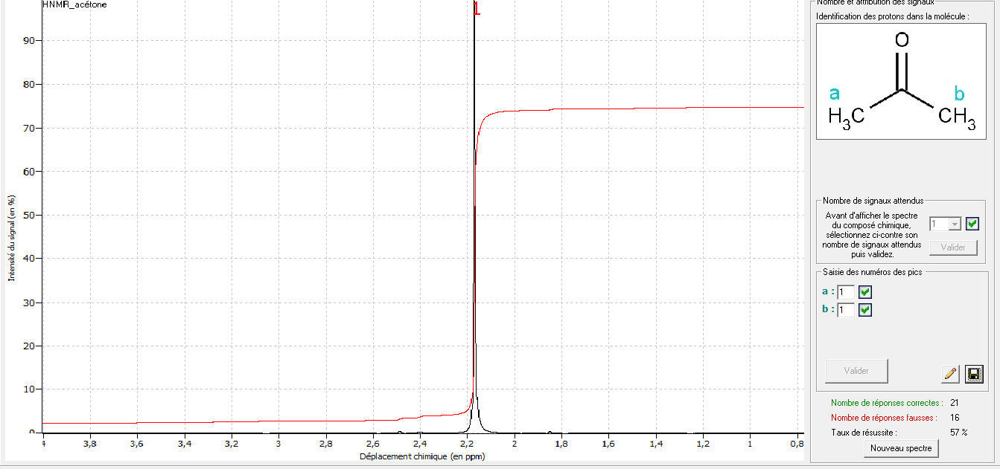 HNMR_acétone
1
90
80
70
60
50
40
30
20
10
0
Intensité du signal (en %)
4 3,8 3,6 3,4 3,2 3 2,8 2,6 2,4 2,2 2 1,8 1,6 1,4 1,2 1 0,8
Déplacement chimique (en ppm)
Nombre et attribution des signaux
Identification des protons dans la molécule :
O
a
b
H3C
CH3
Nombre de signaux attendus
Avant d'afficher le spectre
du composé chimique,
sélectionnez ci-contre son
nombre de signaux attendus
puis validez.
1
Valider
Saisie des numéros des pics
a : 1
b : 1
Valider
Nombre de réponses correctes : 21
Nombre de réponses fausses : 16
Taux de résussite : 57 %
Nouveau spectre